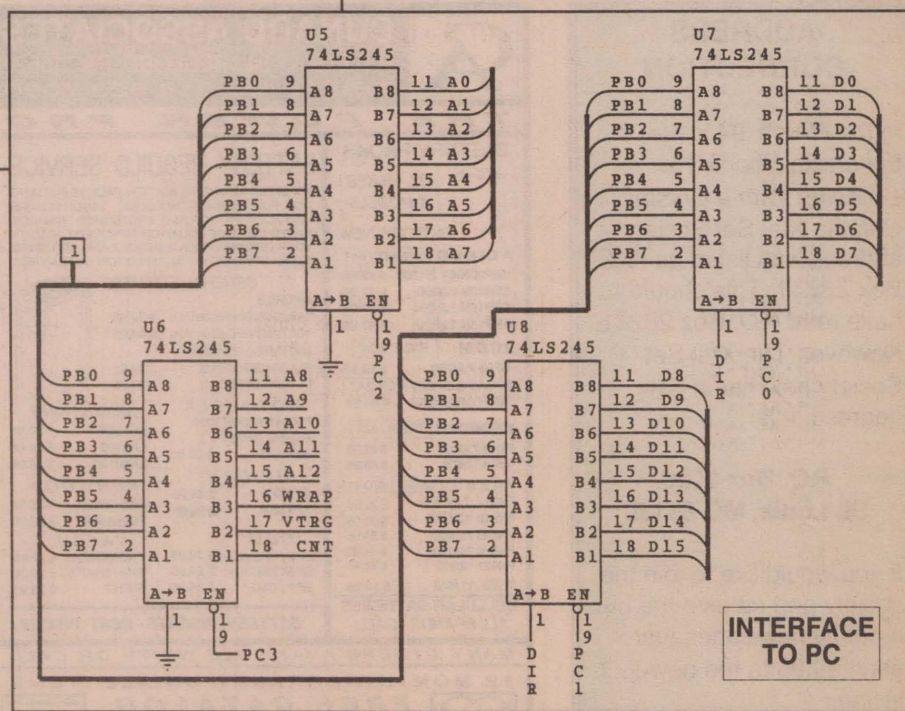 U5
74LS245
PB0 9 A8 B8 11 A0
PB1 8 A7 B7 12 A1
PB2 7 A6 B6 13 A2
PB3 6 A5 B5 14 A3
PB4 5 A4 B4 15 A4
PB5 4 A3 B3 16 A5
PB6 3 A2 B2 17 A6
PB7 2 A1 B1 18 A7
A→B EN
1 19
PC2
U7
74LS245
PB0 9 A8 B8 11 D0
PB1 8 A7 B7 12 D1
PB2 7 A6 B6 13 D2
PB3 6 A5 B5 14 D3
PB4 5 A4 B4 15 D4
PB5 4 A3 B3 16 D5
PB6 3 A2 B2 17 D6
PB7 2 A1 B1 18 D7
A→B EN
1 19
DIR PC0
1
U6
74LS245
PB0 9 A8 B8 11 A8
PB1 8 A7 B7 12 A9
PB2 7 A6 B6 13 A10
PB3 6 A5 B5 14 A11
PB4 5 A4 B4 15 A12
PB5 4 A3 B3 16 WRAP
PB6 3 A2 B2 17 VTRG
PB7 2 A1 B1 18 CNT
A→B EN
1 19
PC3
U8
74LS245
PB0 9 A8 B8 11 D8
PB1 8 A7 B7 12 D9
PB2 7 A6 B6 13 D10
PB3 6 A5 B5 14 D11
PB4 5 A4 B4 15 D12
PB5 4 A3 B3 16 D13
PB6 3 A2 B2 17 D14
PB7 2 A1 B1 18 D15
A→B EN
1 19
DIR PC1
INTERFACE
TO PC